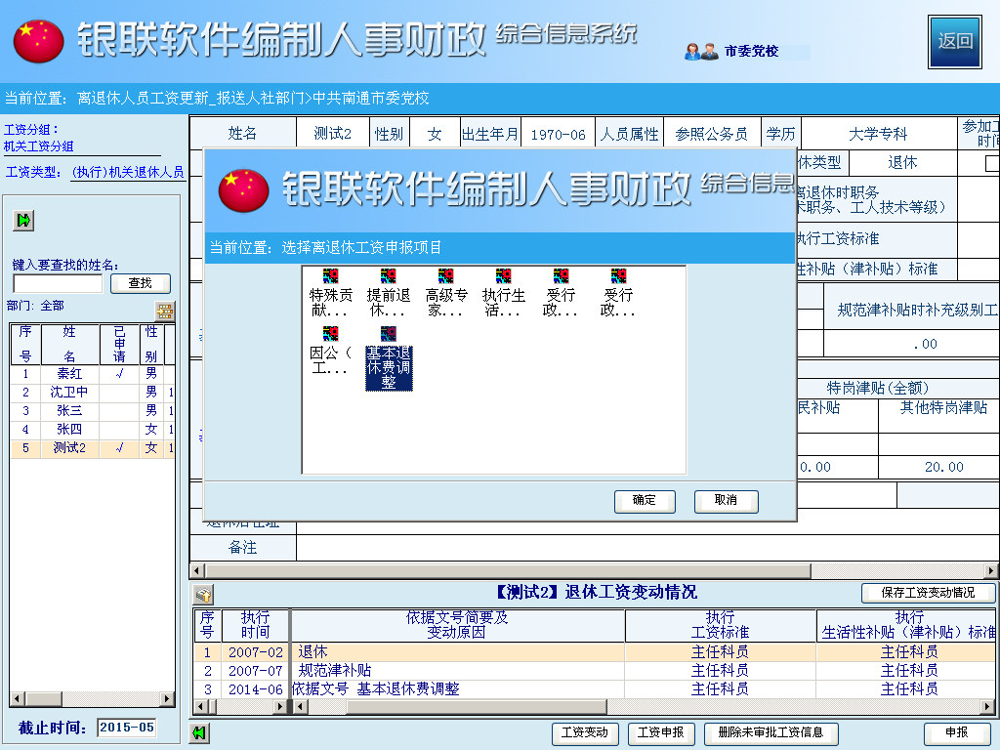 银联软件编制人事财政 综合信息系统
市委党校
返回
当前位置：离退休人员工资更新_报送人社部门>中共南通市委党校
工资分组：
机关工资分组
工资类型：(执行)机关退休人员
键入要查找的姓名：
查找
部门：全部
序号 姓名 已申请 性别
1 秦红 √ 男
2 沈卫中 男 1
3 张三 男 1
4 张四 女 1
5 测试2 √ 女 1
截止时间： 2015-05
姓名 测试2 性别 女 出生年月 1970-06 人员属性 参照公务员 学历 大学专科 参加工
时间
休类型 退休
离退休时职务
术职务、工人技术等级）
执行工资标准
性补贴（津补贴）标准
规范津补贴时补充级别工
.00
特岗津贴(全额)
民补贴 其他特岗津贴
0.00 20.00
银联软件编制人事财政 综合信息
当前位置：选择离退休工资申报项目
特殊贡献...
提前退休...
高级专家...
执行生活...
受行政...
受行政...
因公（工...
基本退休费调整
确定 取消
退休后住址
备注
【测试2】退休工资变动情况
保存工资变动情况
序号 执行时间 依据文号简要及变动原因 执行工资标准 执行生活性补贴（津补贴）标准
1 2007-02 退休 主任科员 主任科员
2 2007-07 规范津补贴 主任科员 主任科员
3 2014-06 依据文号 基本退休费调整 主任科员 主任科员
工资变动 工资申报 删除未审批工资信息 申报